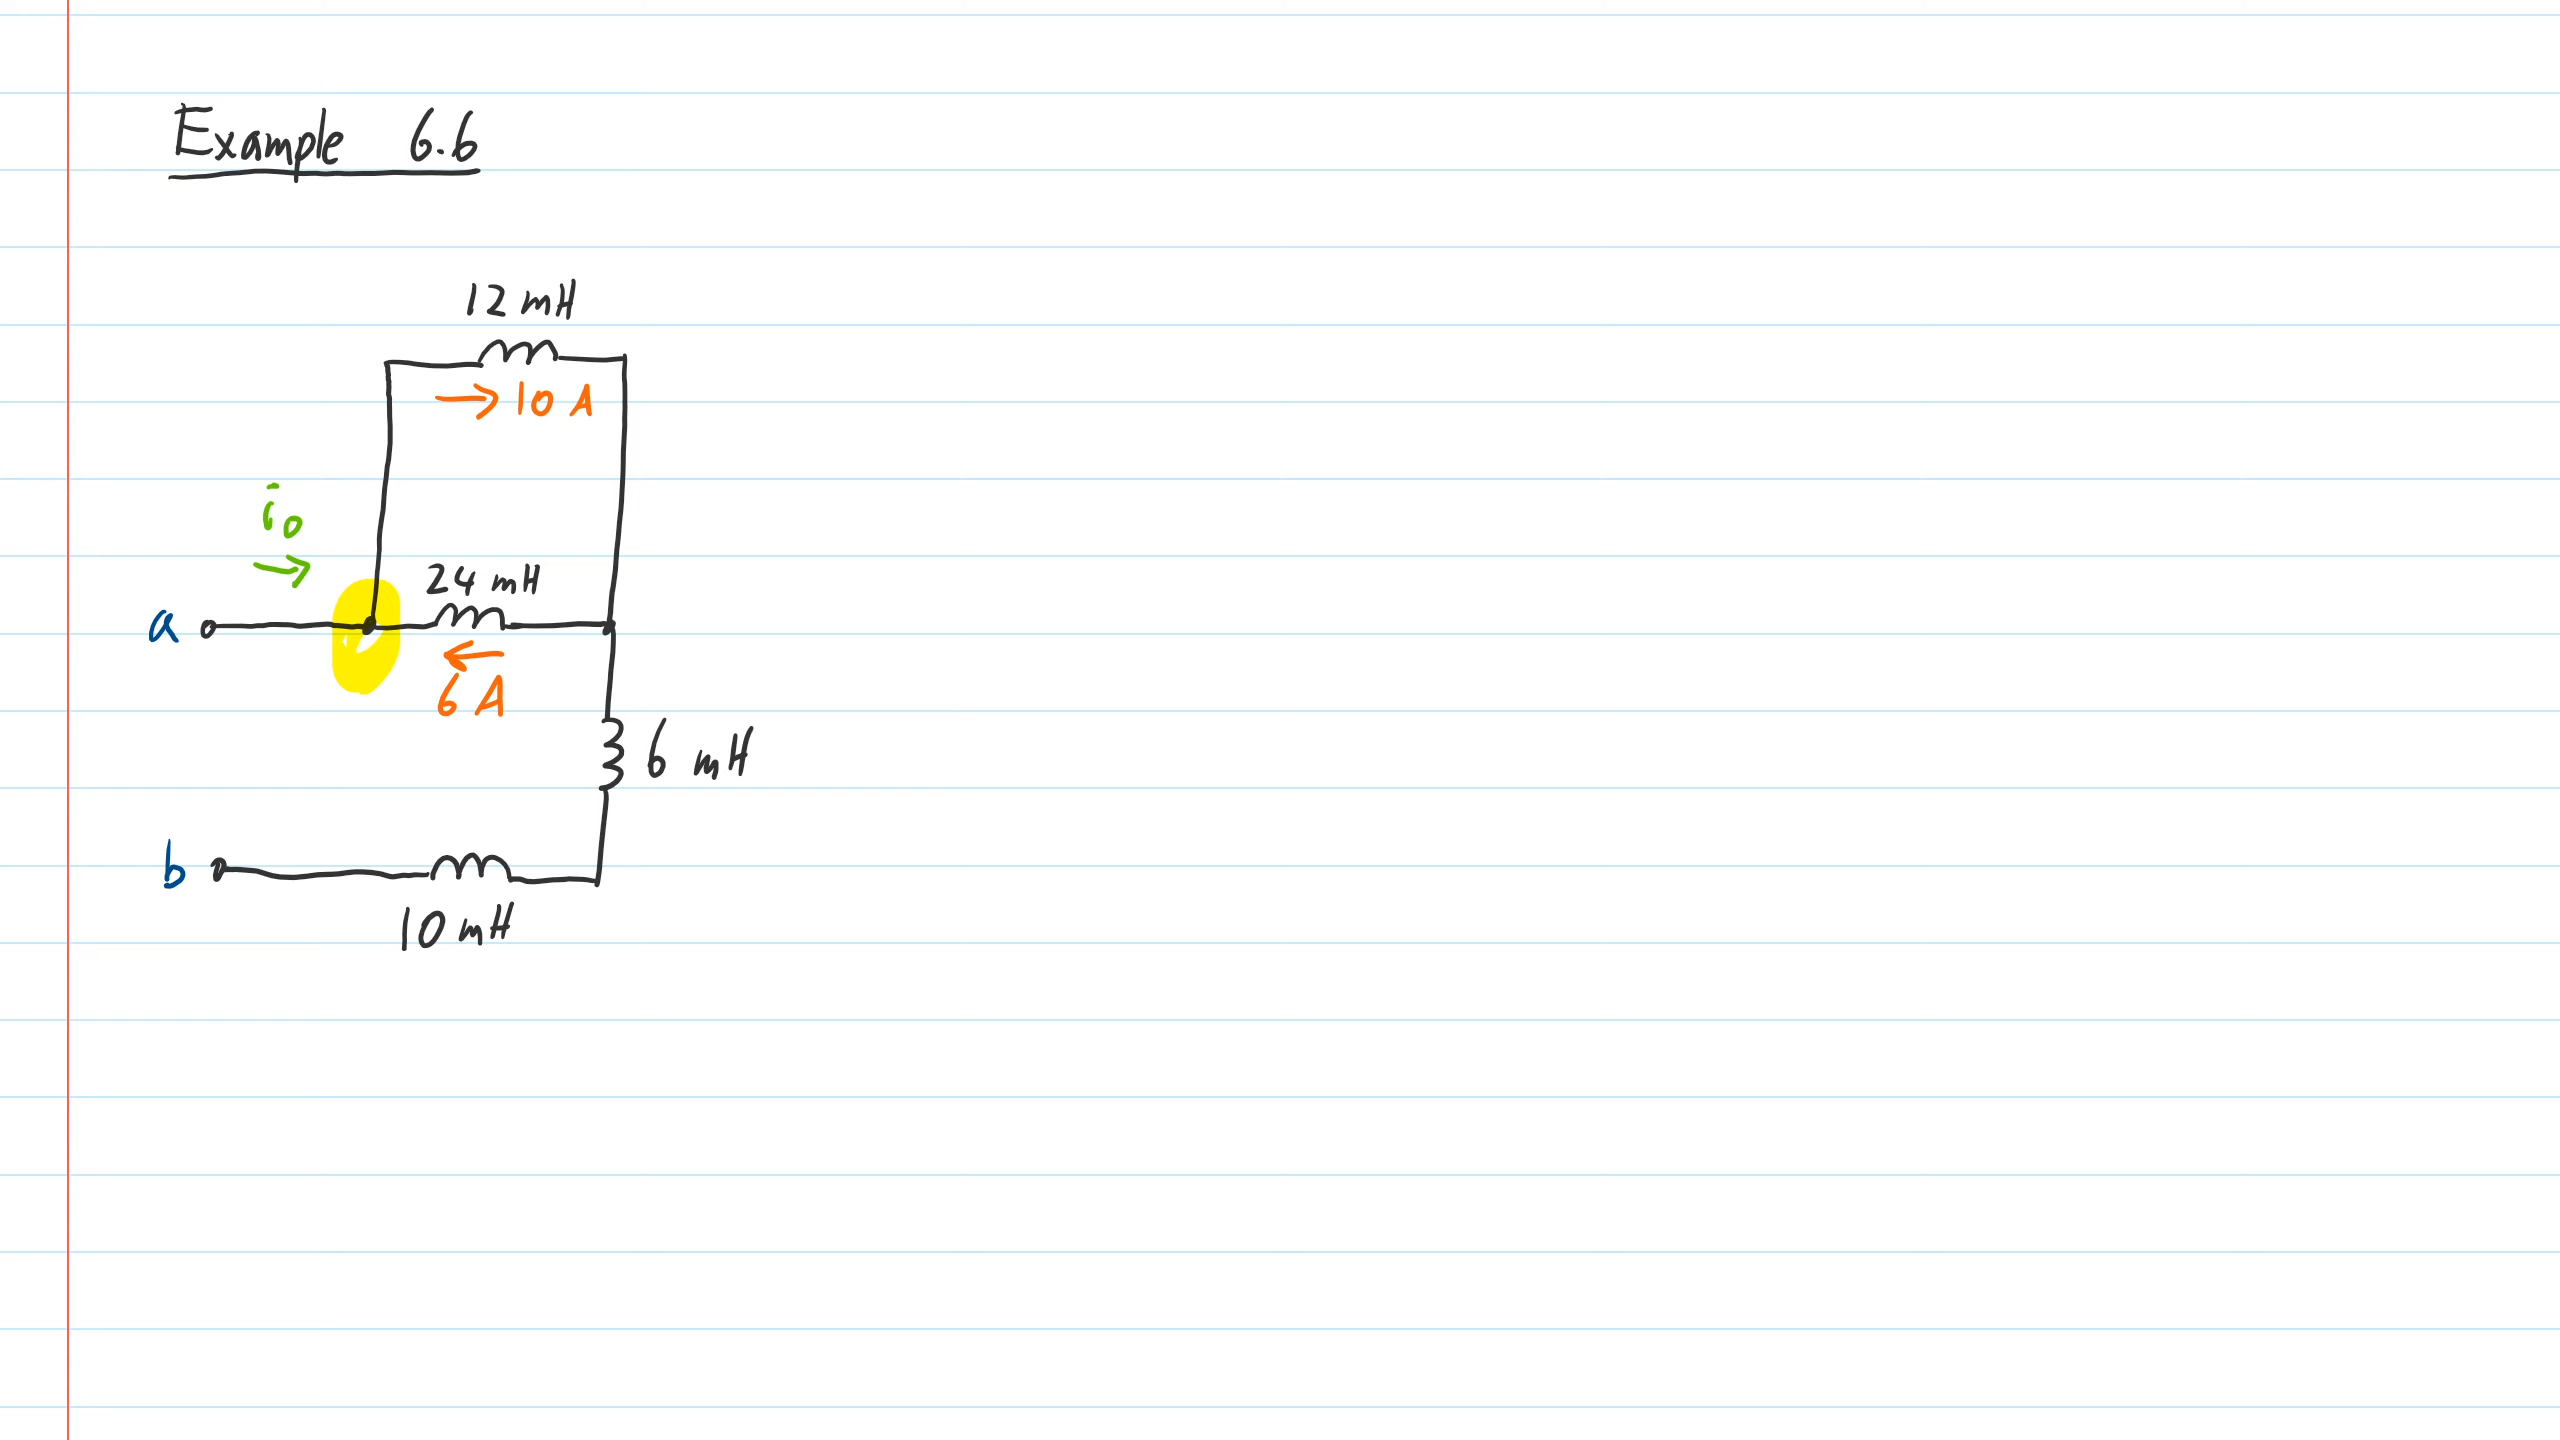 Example 6.6
12 mH
→ 10 A
i₀
→
24 mH
a
←
6 A
6 mH
b
10 mH